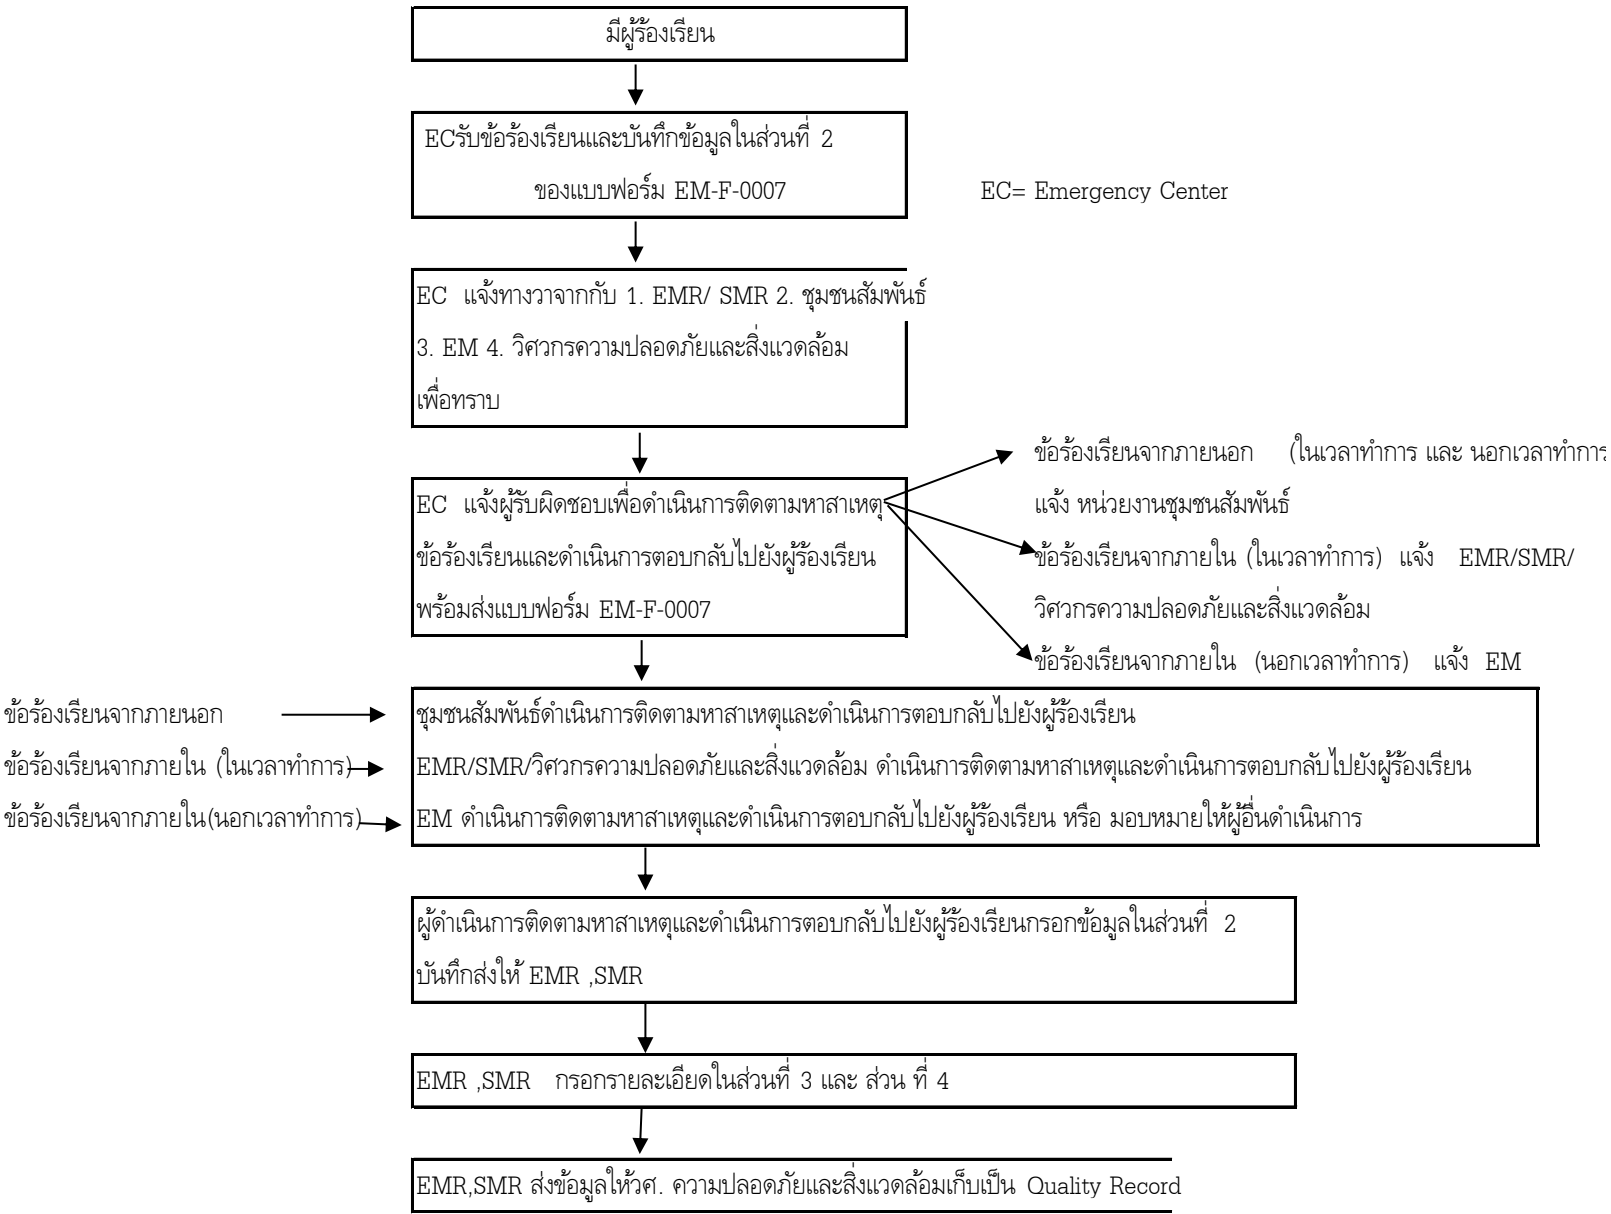 มีผู้ร้องเรียน
ECรับข้อร้องเรียนและบันทึกข้อมูลในส่วนที่ 2
ของแบบฟอร์ม EM-F-0007
EC= Emergency Center
EC แจ้งทางวาจากกับ 1. EMR/ SMR 2. ชุมชนสัมพันธ์
3. EM 4. วิศวกรความปลอดภัยและสิ่งแวดล้อม
เพื่อทราบ
EC แจ้งผู้รับผิดชอบเพื่อดำเนินการติดตามหาสาเหตุ
ข้อร้องเรียนและดำเนินการตอบกลับไปยังผู้ร้องเรียน
พร้อมส่งแบบฟอร์ม EM-F-0007
ข้อร้องเรียนจากภายนอก (ในเวลาทำการ และ นอกเวลาทำการ
แจ้ง หน่วยงานชุมชนสัมพันธ์
ข้อร้องเรียนจากภายใน (ในเวลาทำการ) แจ้ง EMR/SMR/
วิศวกรความปลอดภัยและสิ่งแวดล้อม
ข้อร้องเรียนจากภายใน (นอกเวลาทำการ) แจ้ง EM
ข้อร้องเรียนจากภายนอก
ชุมชนสัมพันธ์ดำเนินการติดตามหาสาเหตุและดำเนินการตอบกลับไปยังผู้ร้องเรียน
ข้อร้องเรียนจากภายใน (ในเวลาทำการ)
EMR/SMR/วิศวกรความปลอดภัยและสิ่งแวดล้อม ดำเนินการติดตามหาสาเหตุและดำเนินการตอบกลับไปยังผู้ร้องเรียน
ข้อร้องเรียนจากภายใน(นอกเวลาทำการ)
EM ดำเนินการติดตามหาสาเหตุและดำเนินการตอบกลับไปยังผู้ร้องเรียน หรือ มอบหมายให้ผู้อื่นดำเนินการ
ผู้ดำเนินการติดตามหาสาเหตุและดำเนินการตอบกลับไปยังผู้ร้องเรียนกรอกข้อมูลในส่วนที่ 2
บันทึกส่งให้ EMR ,SMR
EMR ,SMR กรอกรายละเอียดในส่วนที่ 3 และ ส่วน ที่ 4
EMR,SMR ส่งข้อมูลให้วศ. ความปลอดภัยและสิ่งแวดล้อมเก็บเป็น Quality Record